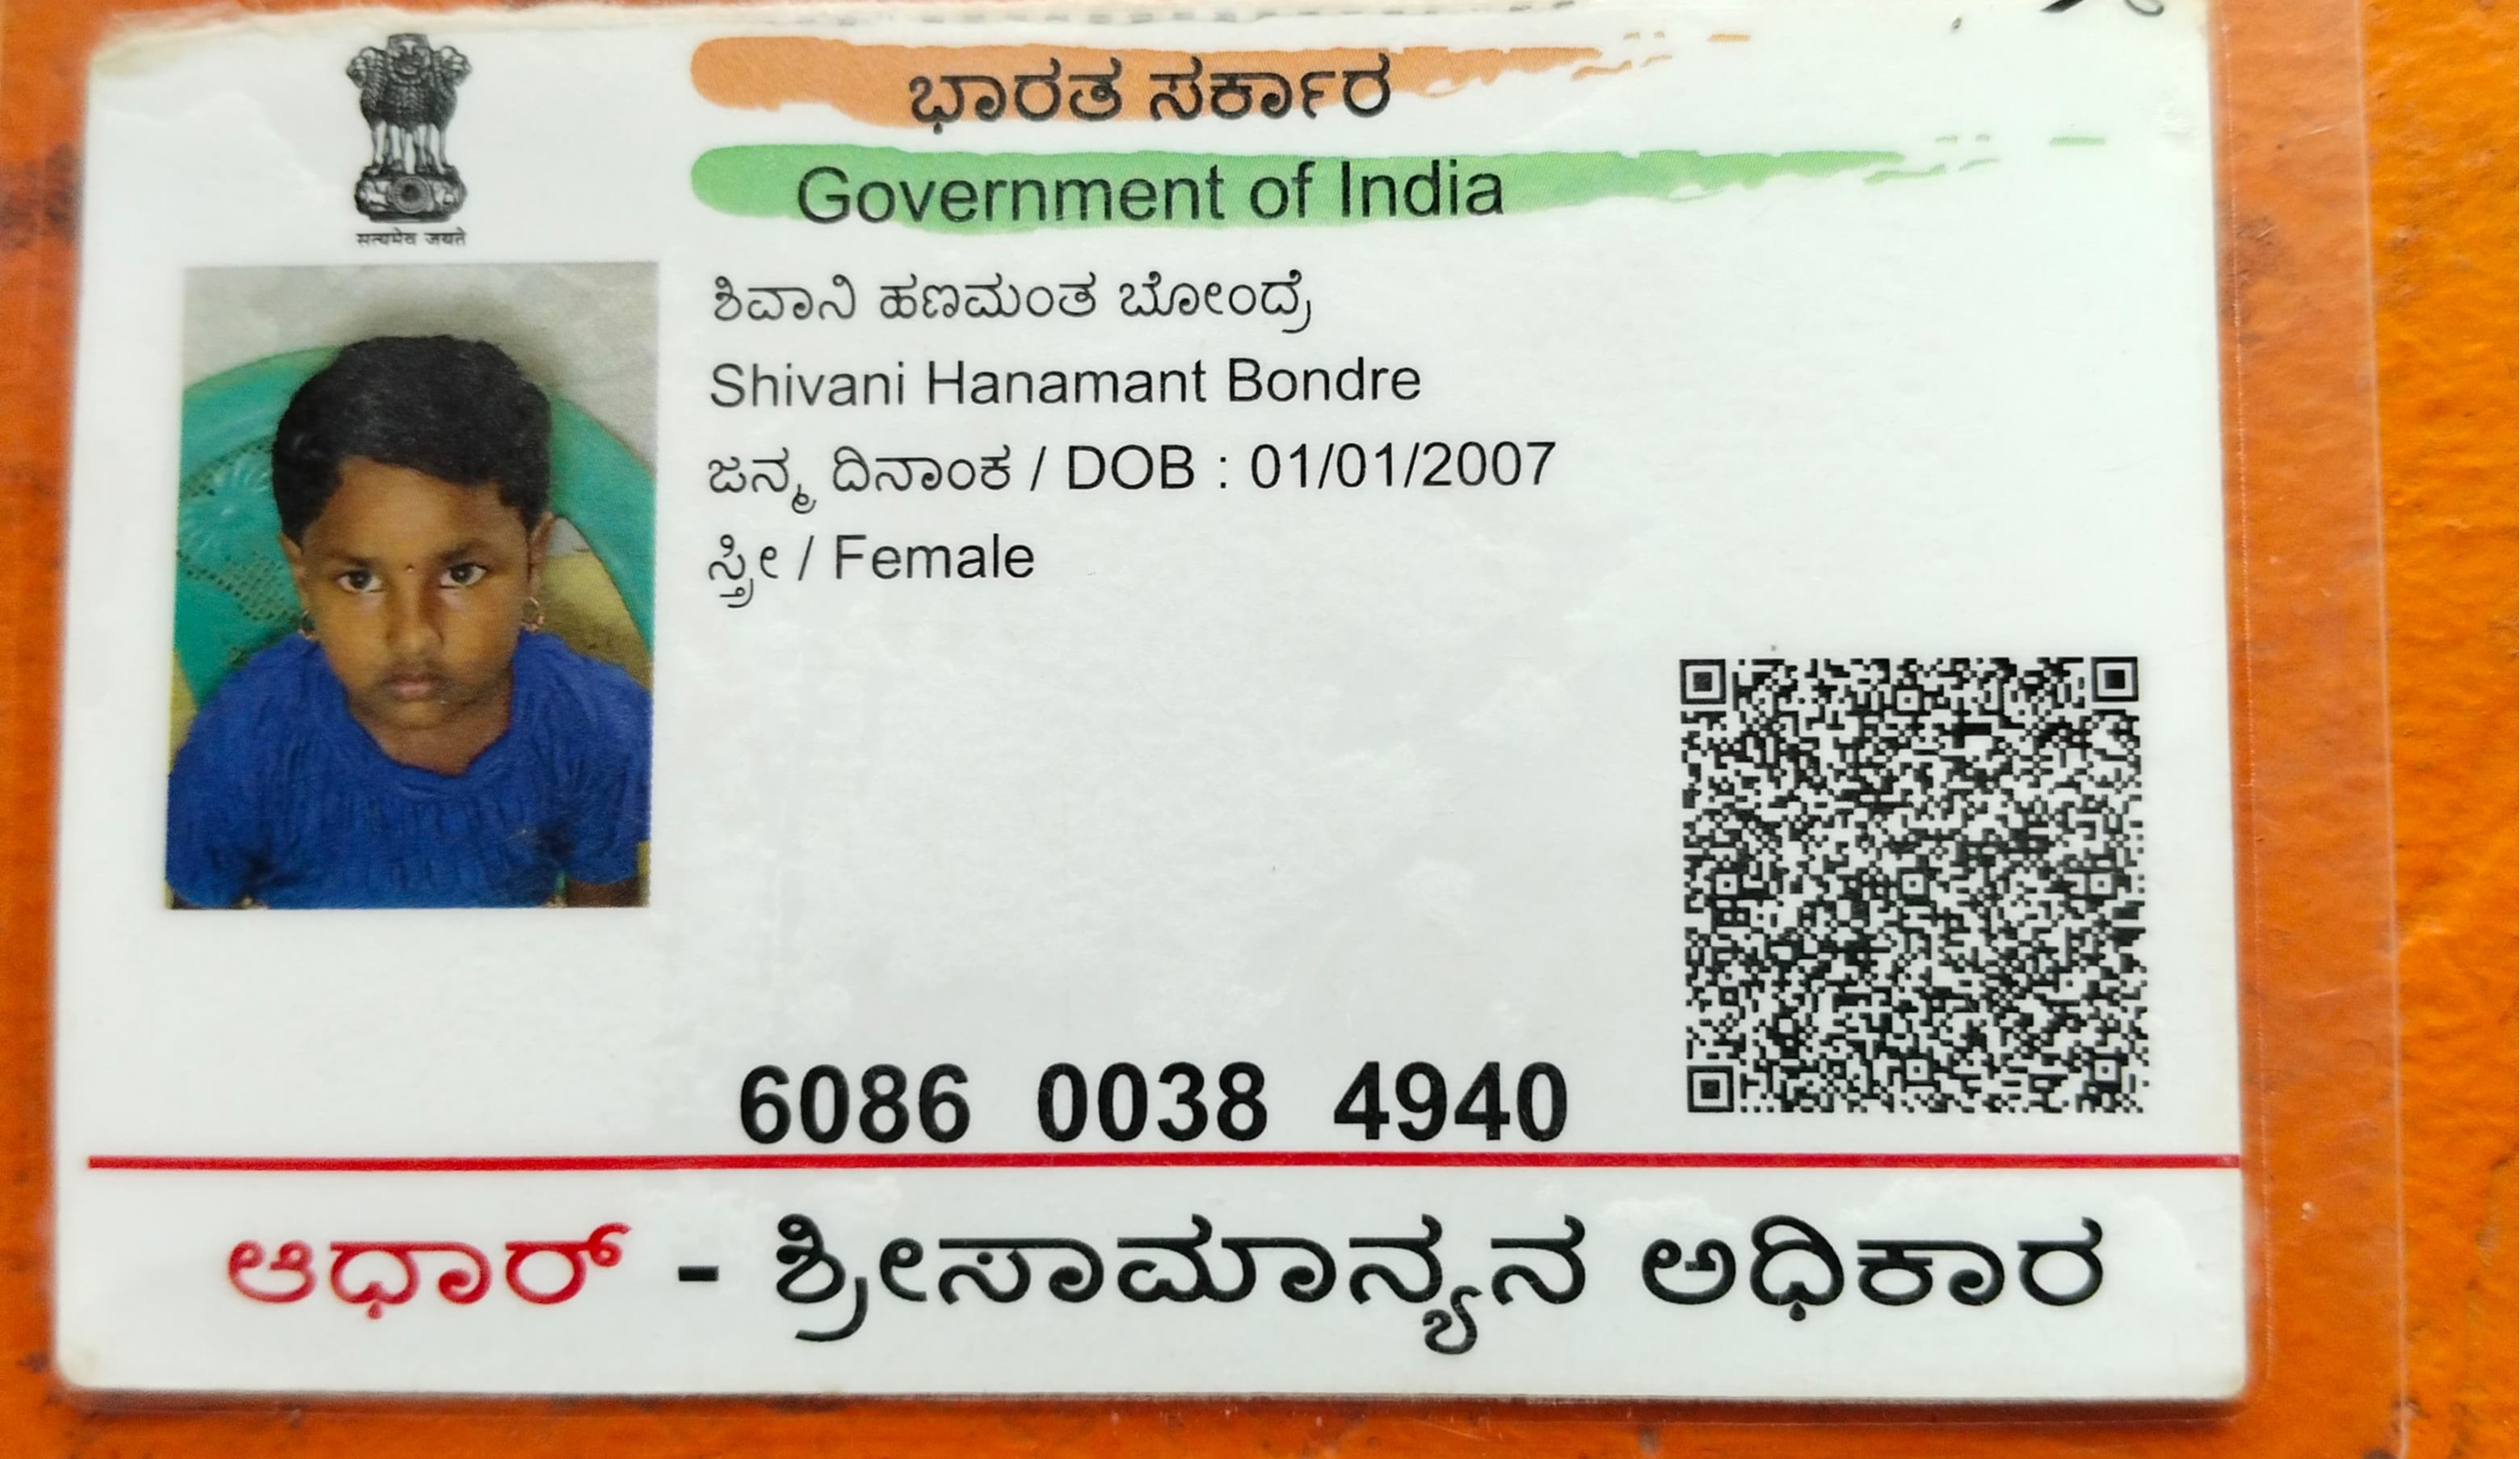 ಭಾರತ ಸರ್ಕಾರ
Government of India
सत्यमेव जयते
ಶಿವಾನಿ ಹಣಮಂತ ಬೋಂದ್ರೆ
Shivani Hanamant Bondre
ಜನ್ಮ ದಿನಾಂಕ / DOB : 01/01/2007
ಸ್ತ್ರೀ / Female
6086 0038 4940
ಆಧಾರ್ - ಶ್ರೀಸಾಮಾನ್ಯನ ಅಧಿಕಾರ